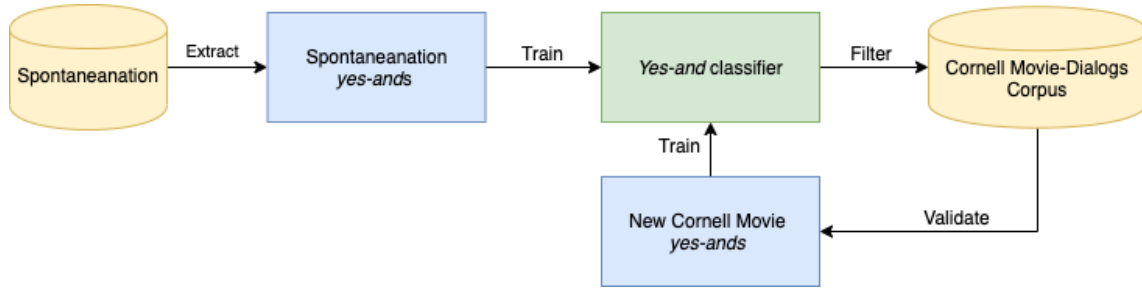 Spontaneanation
Extract
Spontaneanation
yes-ands
Train
Yes-and classifier
Filter
Cornell Movie-Dialogs
Corpus
Train
New Cornell Movie
yes-ands
Validate